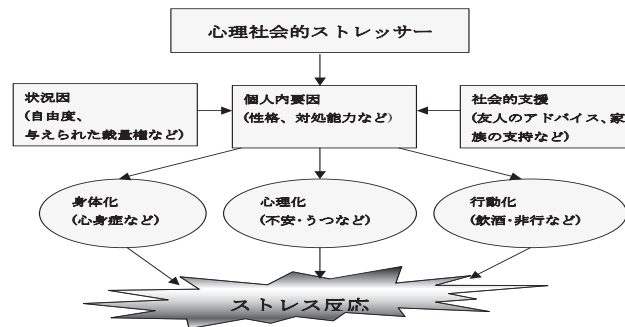 心理社会的ストレッサー
状況因
(自由度、
与えられた裁量権など)
個人内要因
(性格、対処能力など)
社会的支援
(友人のアドバイス、家
族の支持など)
身体化
(心身症など)
心理化
(不安・うつなど)
行動化
(飲酒・非行など)
ストレス反応